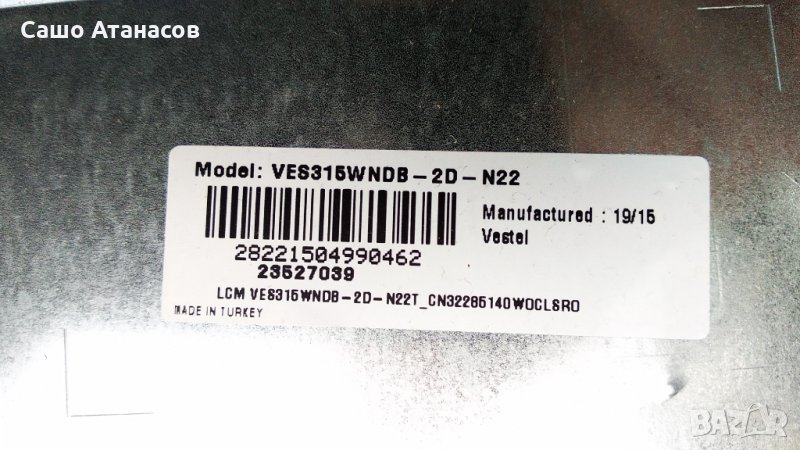 Сашо Атанасов
Model: VES315WNDB-2D-N22
Manufactured : 19/15
Vestel
28221504990462
23527039
LCM VES315WNDB-2D-N22T_CN32285140WOCLSRO
MADE IN TURKEY
BAZAR